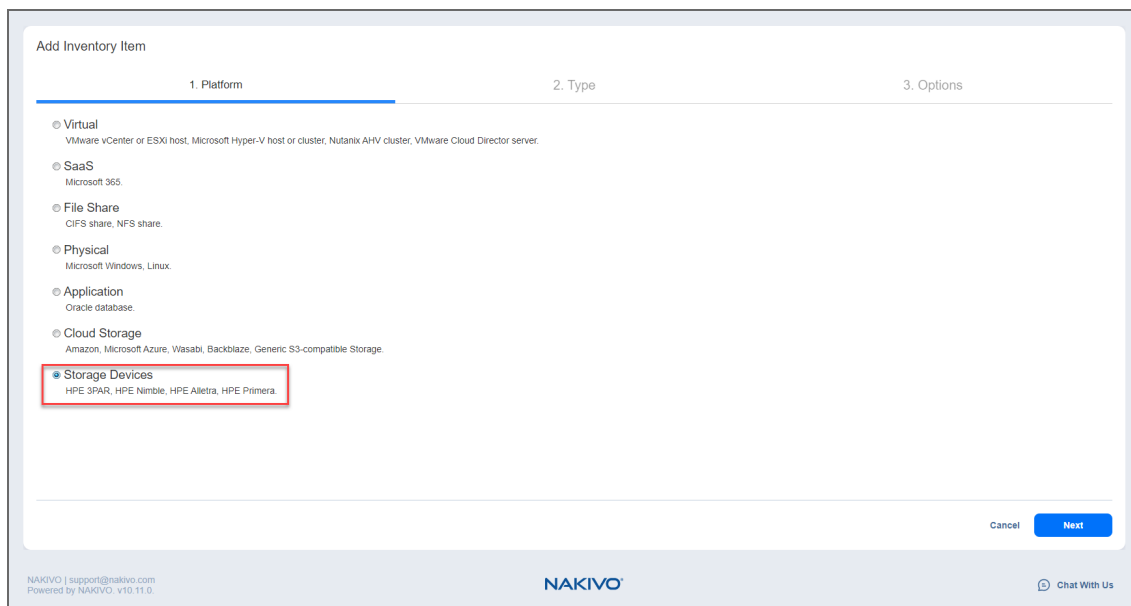 Add Inventory Item
1. Platform
2. Type
3. Options
Virtual
VMware vCenter or ESXi host, Microsoft Hyper-V host or cluster, Nutanix AHV cluster, VMware Cloud Director server.
SaaS
Microsoft 365.
File Share
CIFS share, NFS share.
Physical
Microsoft Windows, Linux.
Application
Oracle database.
Cloud Storage
Amazon, Microsoft Azure, Wasabi, Backblaze, Generic S3-compatible Storage.
Storage Devices
HPE 3PAR, HPE Nimble, HPE Alletra, HPE Primera.
Cancel
Next
NAKIVO | support@nakivo.com
Powered by NAKIVO. v10.11.0.
NAKIVO
Chat With Us